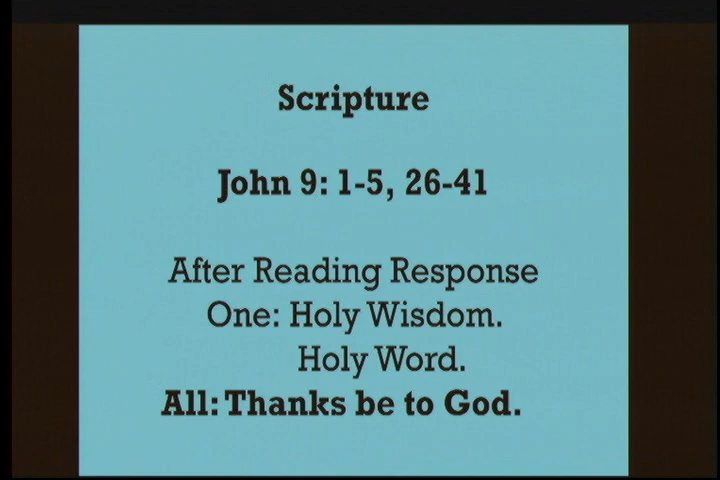 Scripture
John 9: 1-5, 26-41
After Reading Response
One: Holy Wisdom.
Holy Word.
All: Thanks be to God.